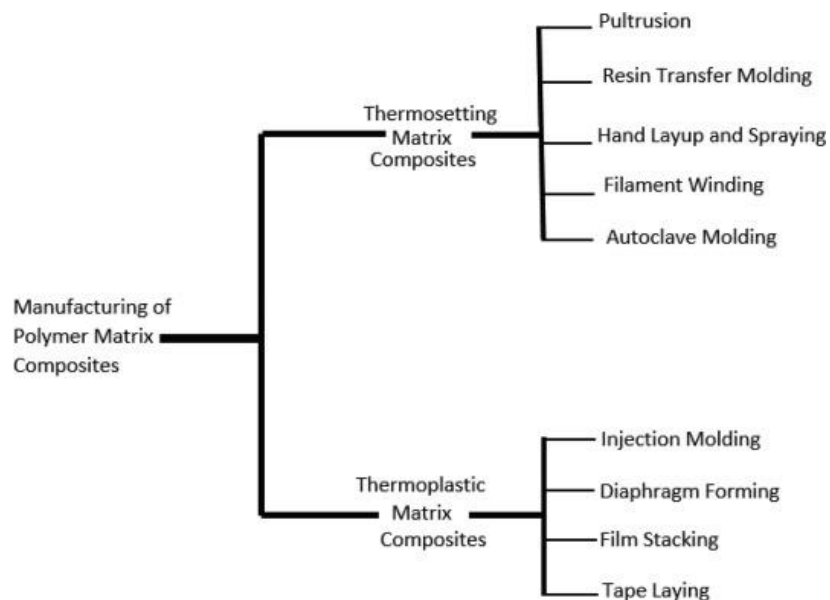 Pultrusion
Resin Transfer Molding
Thermosetting
Matrix
Composites
Hand Layup and Spraying
Filament Winding
Autoclave Molding
Manufacturing of
Polymer Matrix
Composites
Injection Molding
Thermoplastic
Matrix
Composites
Diaphragm Forming
Film Stacking
Tape Laying